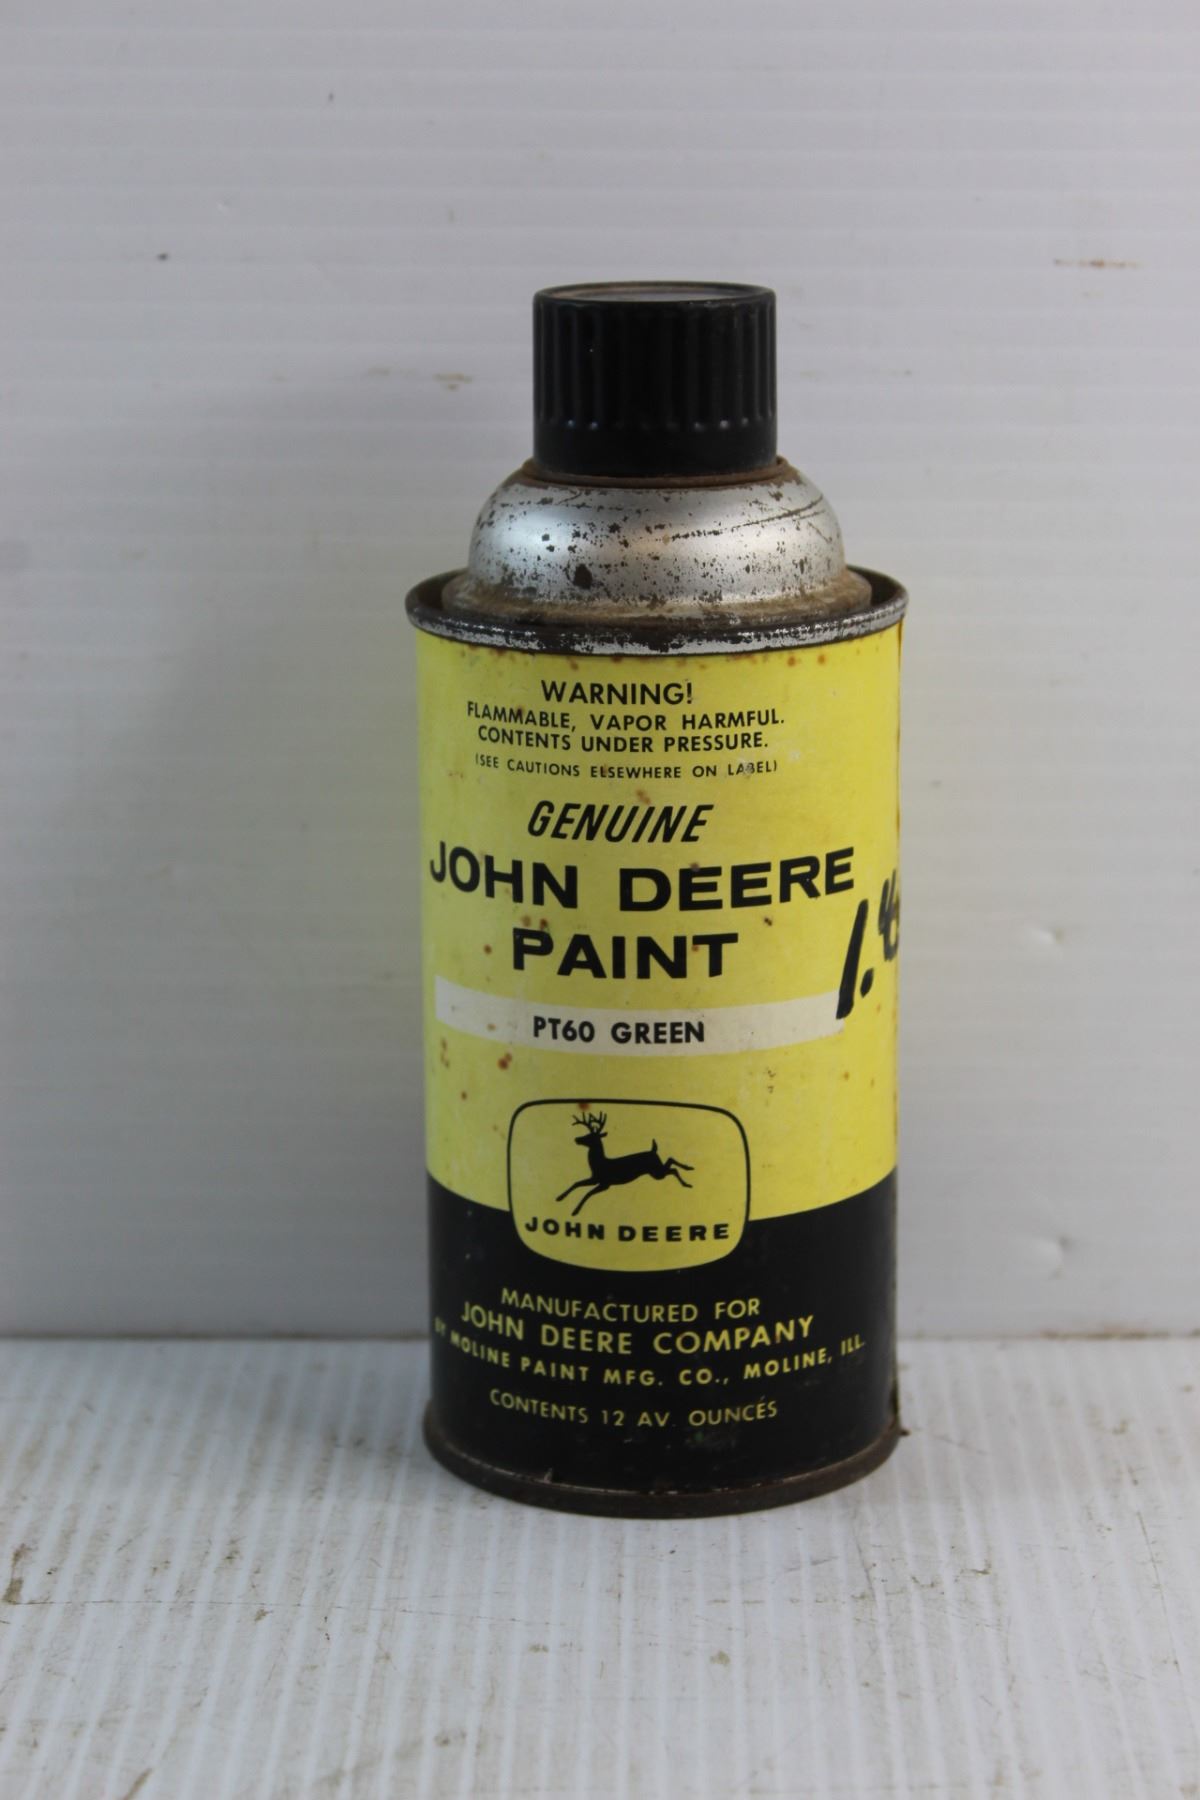 WARNING!
FLAMMABLE, VAPOR HARMFUL.
CONTENTS UNDER PRESSURE.
(SEE CAUTIONS ELSEWHERE ON LABEL)
GENUINE
JOHN DEERE
PAINT
1.
PT60 GREEN
JOHN DEERE
MANUFACTURED FOR
JOHN DEERE COMPANY
BY MOLINE PAINT MFG. CO., MOLINE, ILL.
CONTENTS 12 AV. OUNCES